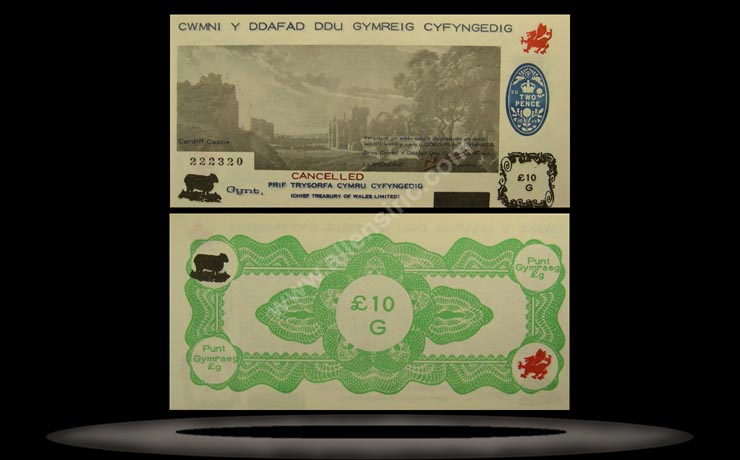 CWMNI Y DDAFAD DDU GYMREIG CYFYNGEDIG
TWO
PENCE
Cardiff Castle
222320
CANCELLED
Gynt,
PRIF TRYSORFA CYMRU CYFYNGEDIG
(CHIEF TREASURY OF WALES LIMITED)
£10
G
Punt
Gymraeg
£g
£10
G
Punt
Gymraeg
£g